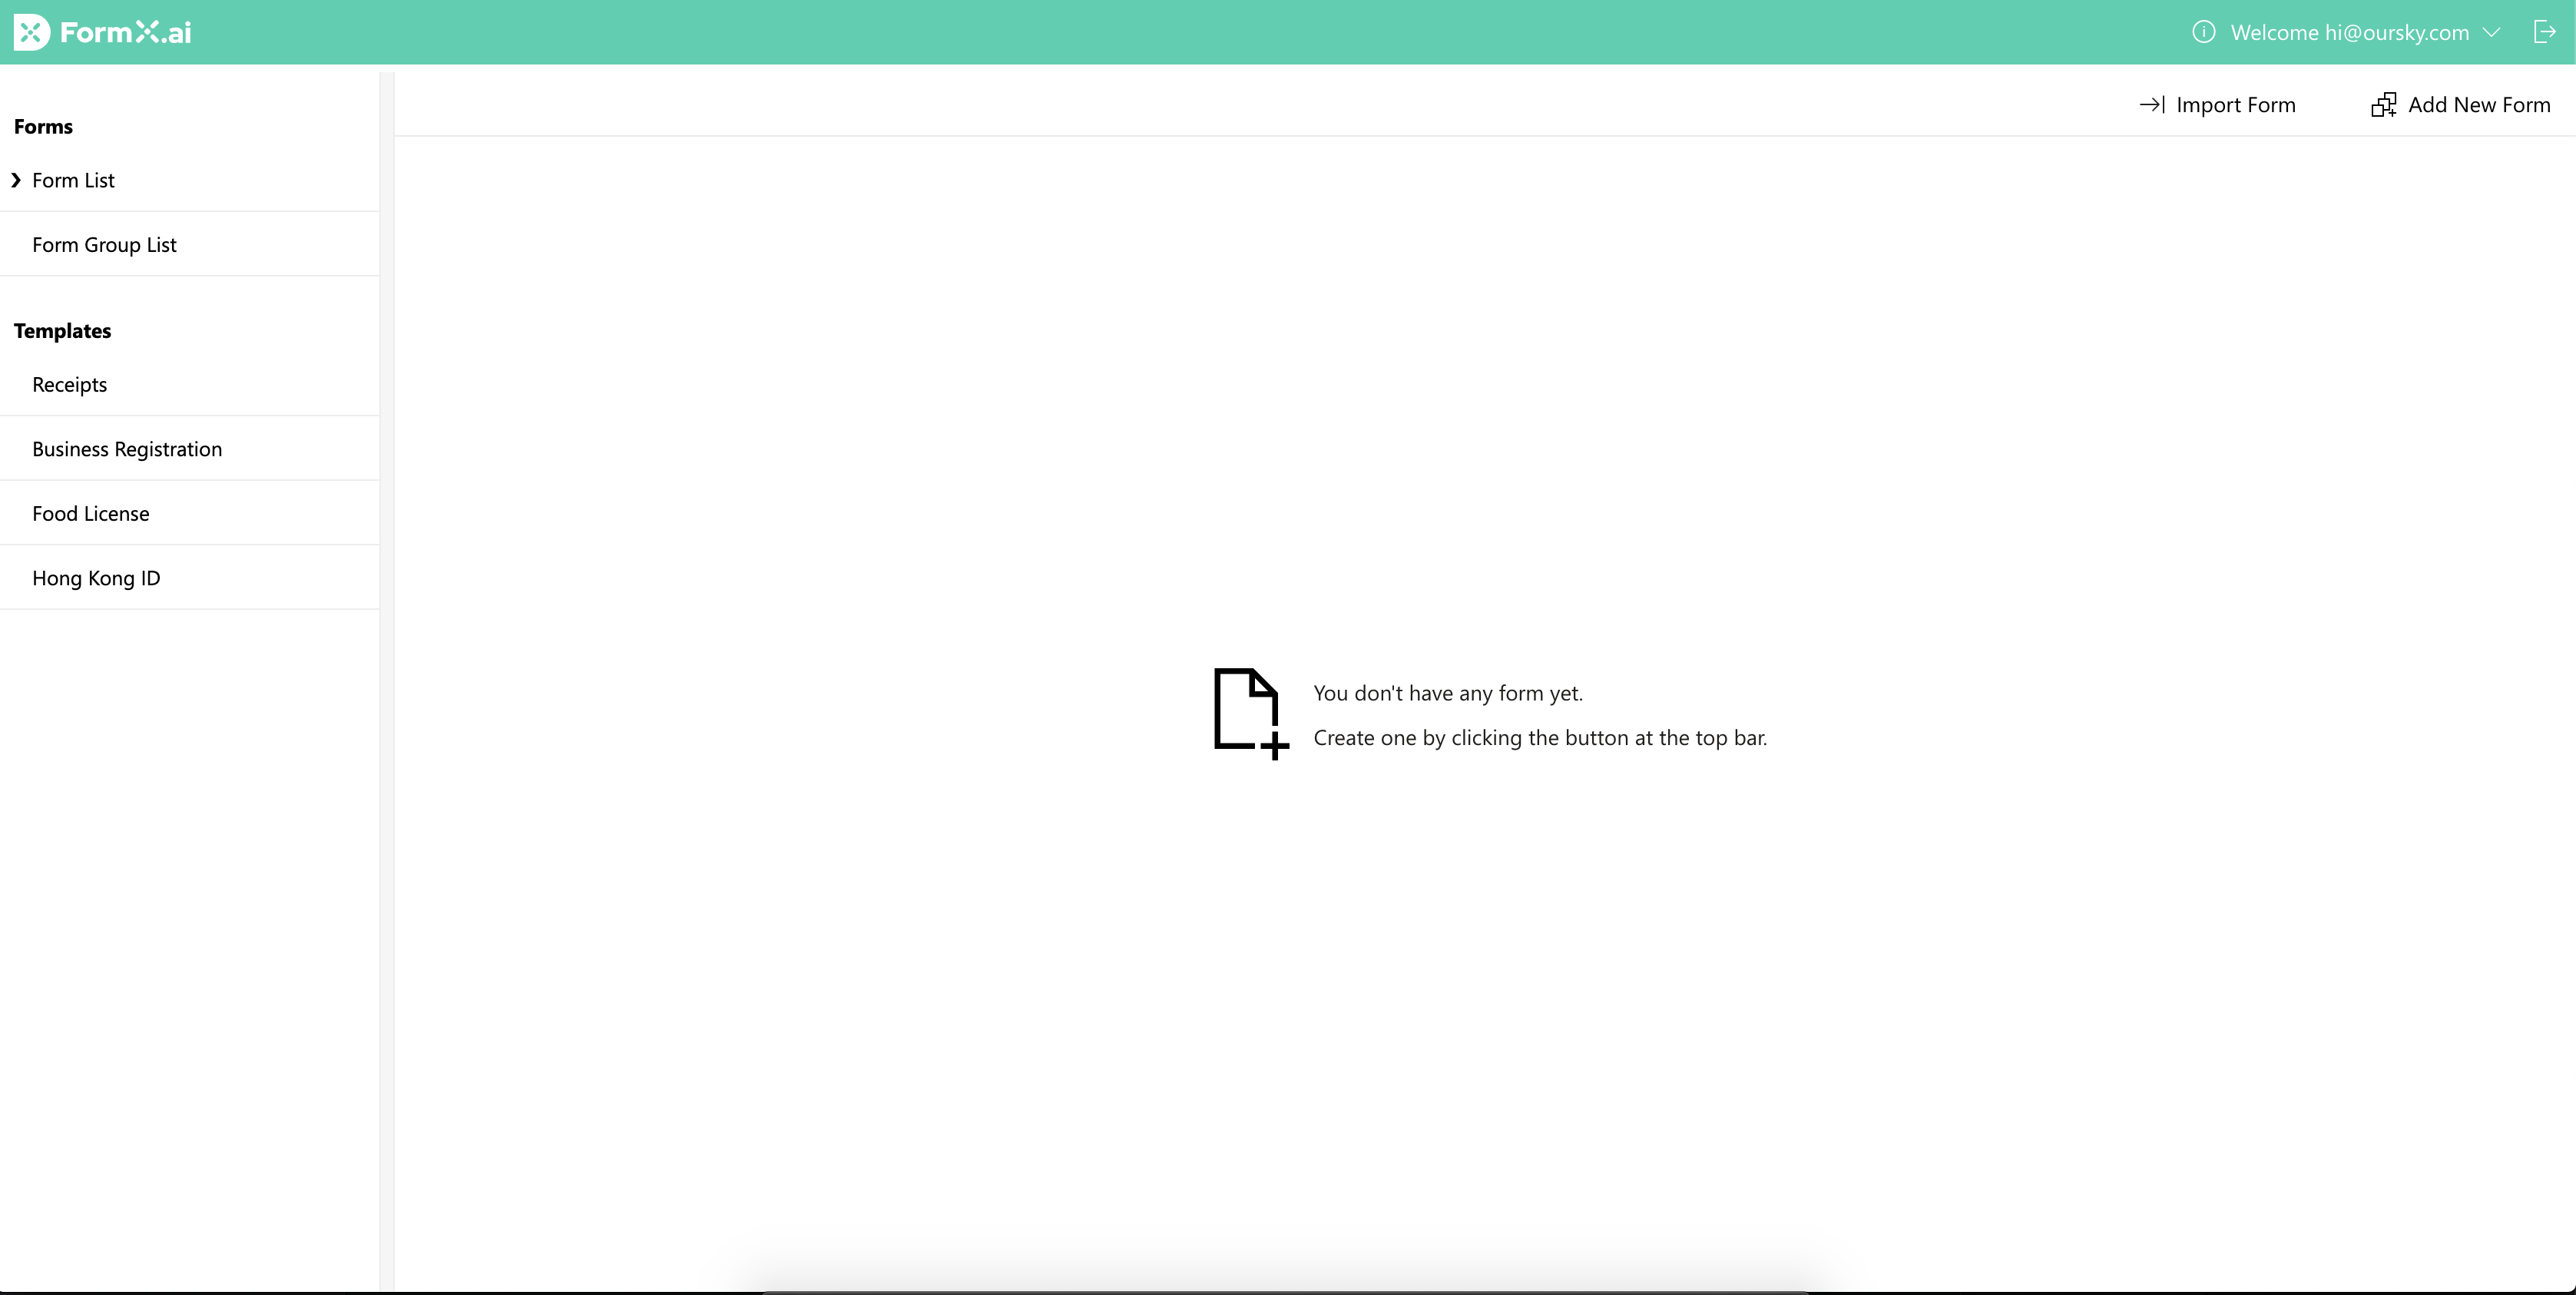 FormX.ai
Welcome hi@oursky.com
Import Form
Add New Form
Forms
Form List
Form Group List
Templates
Receipts
Business Registration
Food License
Hong Kong ID
You don't have any form yet.
Create one by clicking the button at the top bar.